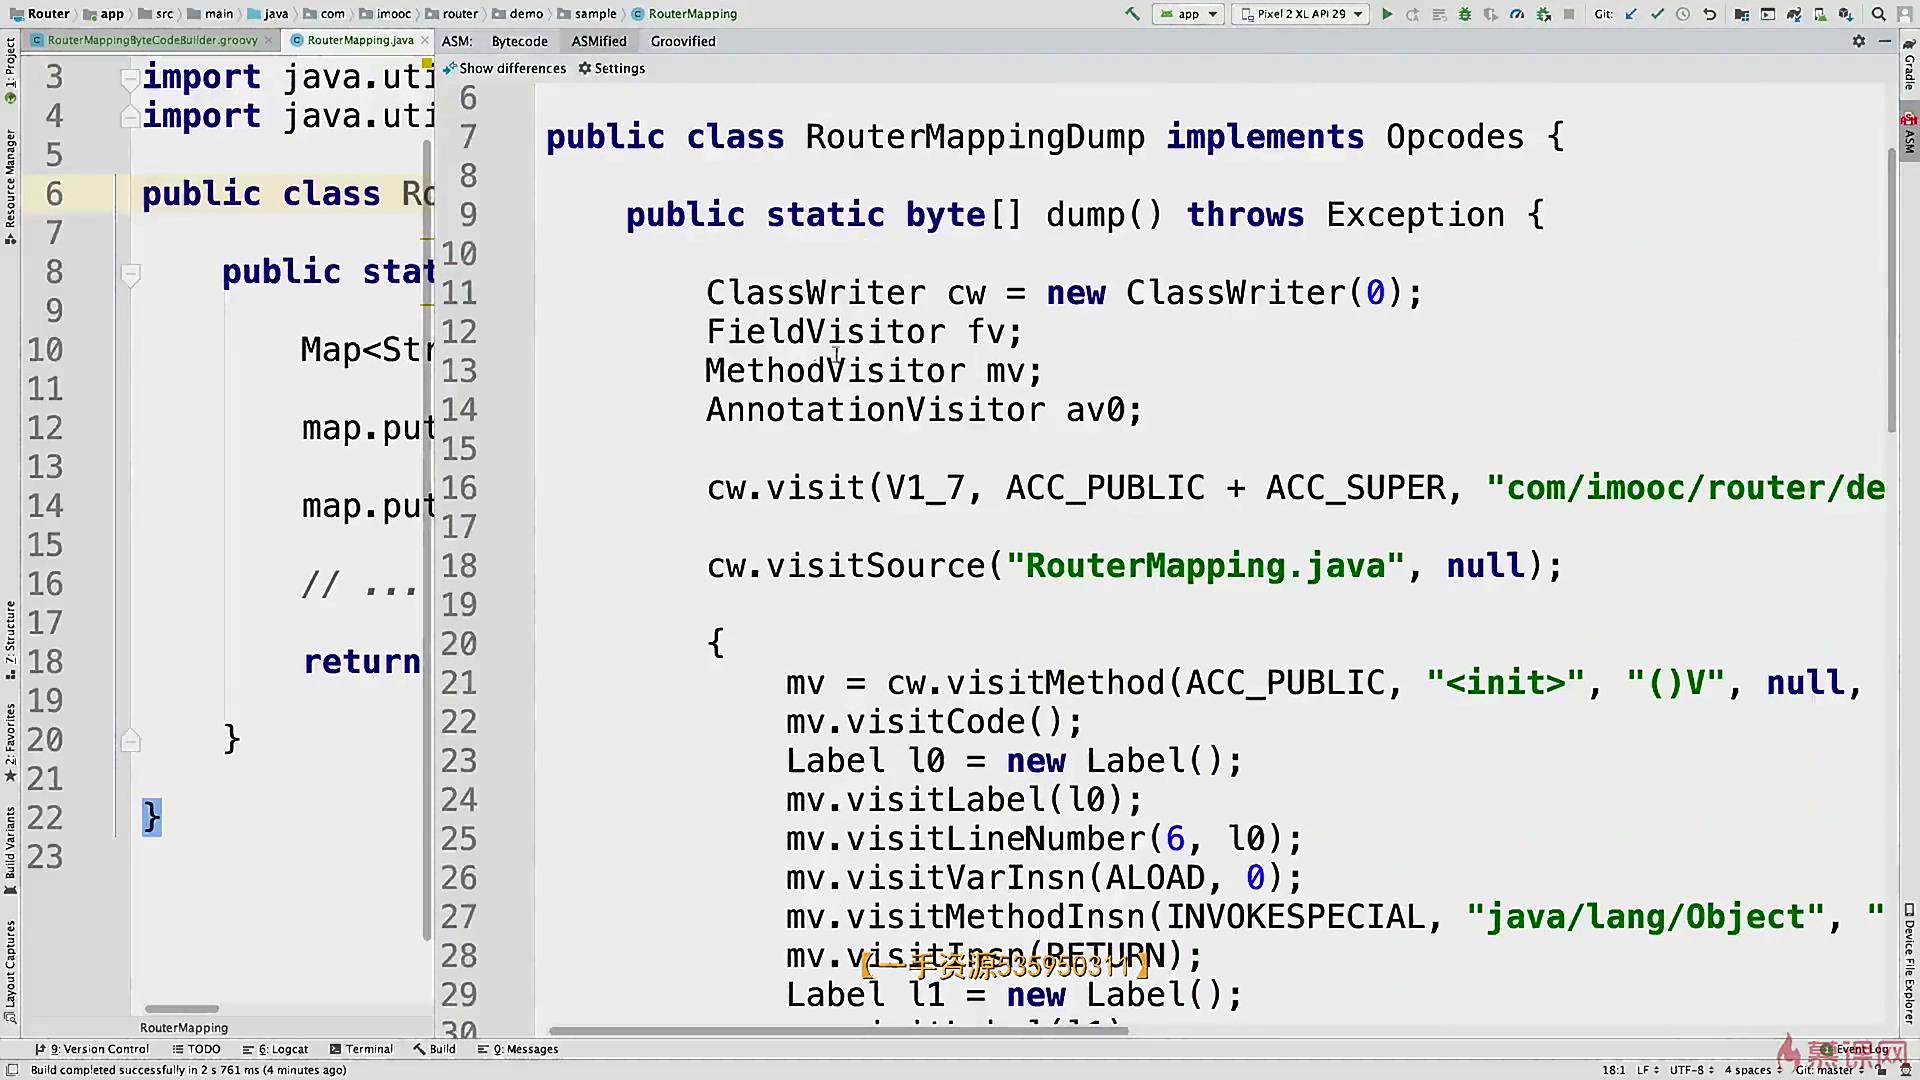 Router app src main java com imooc router demo sample RouterMapping app Pixel 2 XL API 29 Git:
RouterMappingByteCodeBuilder.groovy RouterMapping.java ASM: Bytecode ASMified Groovified
Show differences Settings
1: Project
Resource Manager
7: Structure
2: Favorites
Build Variants
Layout Captures
3 import java.uti
4 import java.uti
5
6 public class Ro
7
8 public stat
9
10 Map<Str
11
12 map.put
13
14 map.put
15
16 // ...
17
18 return
19
20 }
21
22 }
23
RouterMapping
6
7 public class RouterMappingDump implements Opcodes {
8
9 public static byte[] dump() throws Exception {
10
11 ClassWriter cw = new ClassWriter(0);
12 FieldVisitor fv;
13 MethodVisitor mv;
14 AnnotationVisitor av0;
15
16 cw.visit(V1_7, ACC_PUBLIC + ACC_SUPER, "com/imooc/router/de
17
18 cw.visitSource("RouterMapping.java", null);
19
20 {
21 mv = cw.visitMethod(ACC_PUBLIC, "<init>", "()V", null,
22 mv.visitCode();
23 Label l0 = new Label();
24 mv.visitLabel(l0);
25 mv.visitLineNumber(6, l0);
26 mv.visitVarInsn(ALOAD, 0);
27 mv.visitMethodInsn(INVOKESPECIAL, "java/lang/Object", "
28 mv.visitInsn(RETURN);
【一手资源535950311】
29 Label l1 = new Label();
30
Gradle
ASM
Device File Explorer
9: Version Control TODO 6: Logcat Terminal Build 0: Messages Event Log
慕课网
Build completed successfully in 2 s 761 ms (4 minutes ago) 18:1 LF UTF-8 4 spaces Git: master